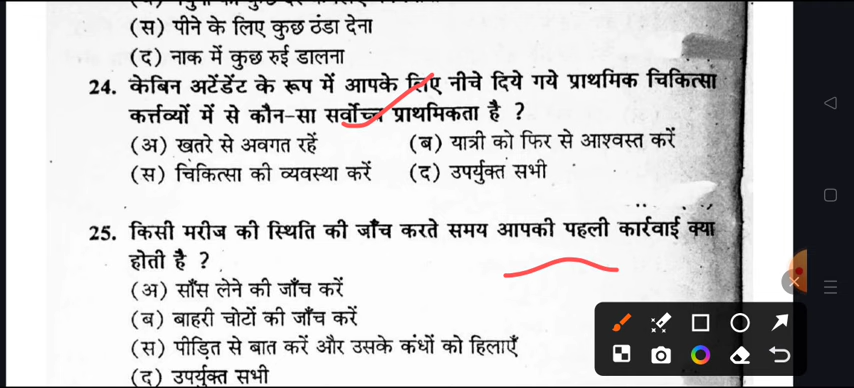 (स) पीने के लिए कुछ ठंडा देना
(द) नाक में कुछ रुई डालना
24. केबिन अटेंडेंट के रूप में आपके लिए नीचे दिये गये प्राथमिक चिकित्सा
कर्त्तव्यों में से कौन-सा सर्वोच्च प्राथमिकता है ?
(अ) खतरे से अवगत रहें (ब) यात्री को फिर से आश्वस्त करें
(स) चिकित्सा की व्यवस्था करें (द) उपर्युक्त सभी
25. किसी मरीज की स्थिति की जाँच करते समय आपकी पहली कार्रवाई क्या
होती है ?
(अ) साँस लेने की जाँच करें
(ब) बाहरी चोटों की जाँच करें
(स) पीड़ित से बात करें और उसके कंधों को हिलाएँ
(द) उपर्युक्त सभी